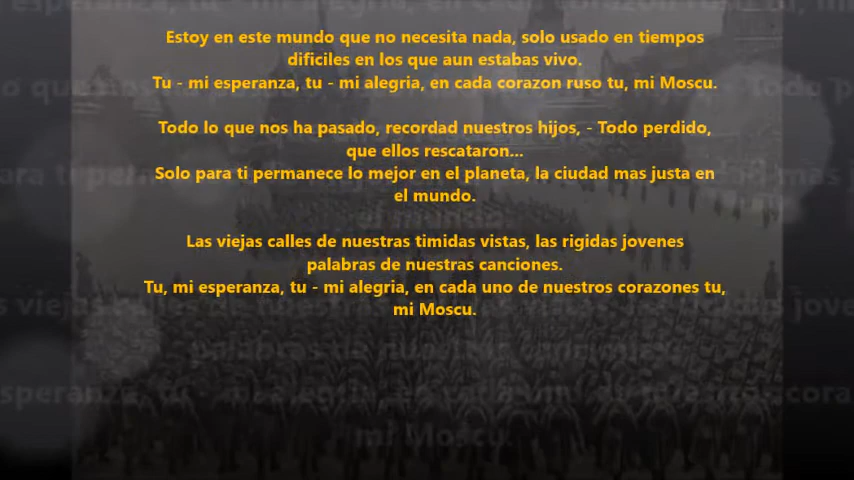 Estoy en este mundo que no necesita nada, solo usado en tiempos
dificiles en los que aun estabas vivo.
Tu - mi esperanza, tu - mi alegria, en cada corazon ruso tu, mi Moscu.
Todo lo que nos ha pasado, recordad nuestros hijos, - Todo perdido,
que ellos rescataron...
Solo para ti permanece lo mejor en el planeta, la ciudad mas justa en
el mundo.
Las viejas calles de nuestras timidas vistas, las rigidas jovenes
palabras de nuestras canciones.
Tu, mi esperanza, tu - mi alegria, en cada uno de nuestros corazones tu,
mi Moscu.